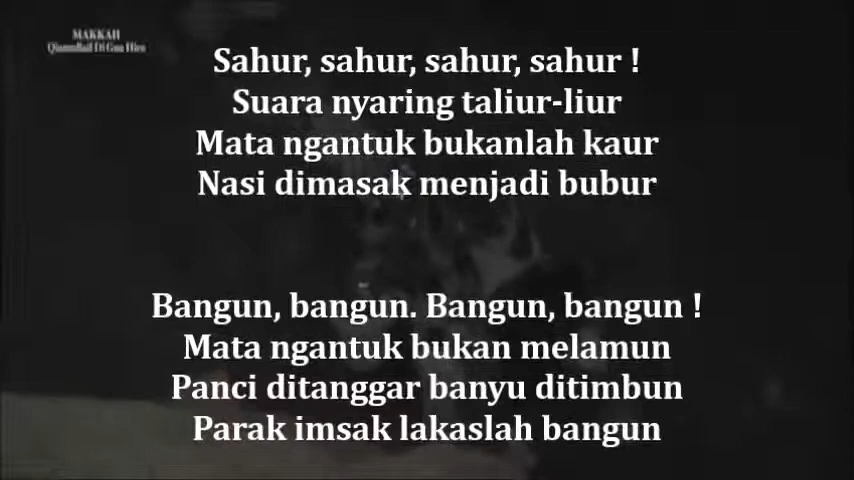 MAKKAH
Qiamullail Di Gua Hira
Sahur, sahur, sahur, sahur !
Suara nyaring taliur-liur
Mata ngantuk bukanlah kaur
Nasi dimasak menjadi bubur
Bangun, bangun. Bangun, bangun !
Mata ngantuk bukan melamun
Panci ditanggar banyu ditimbun
Parak imsak lakaslah bangun